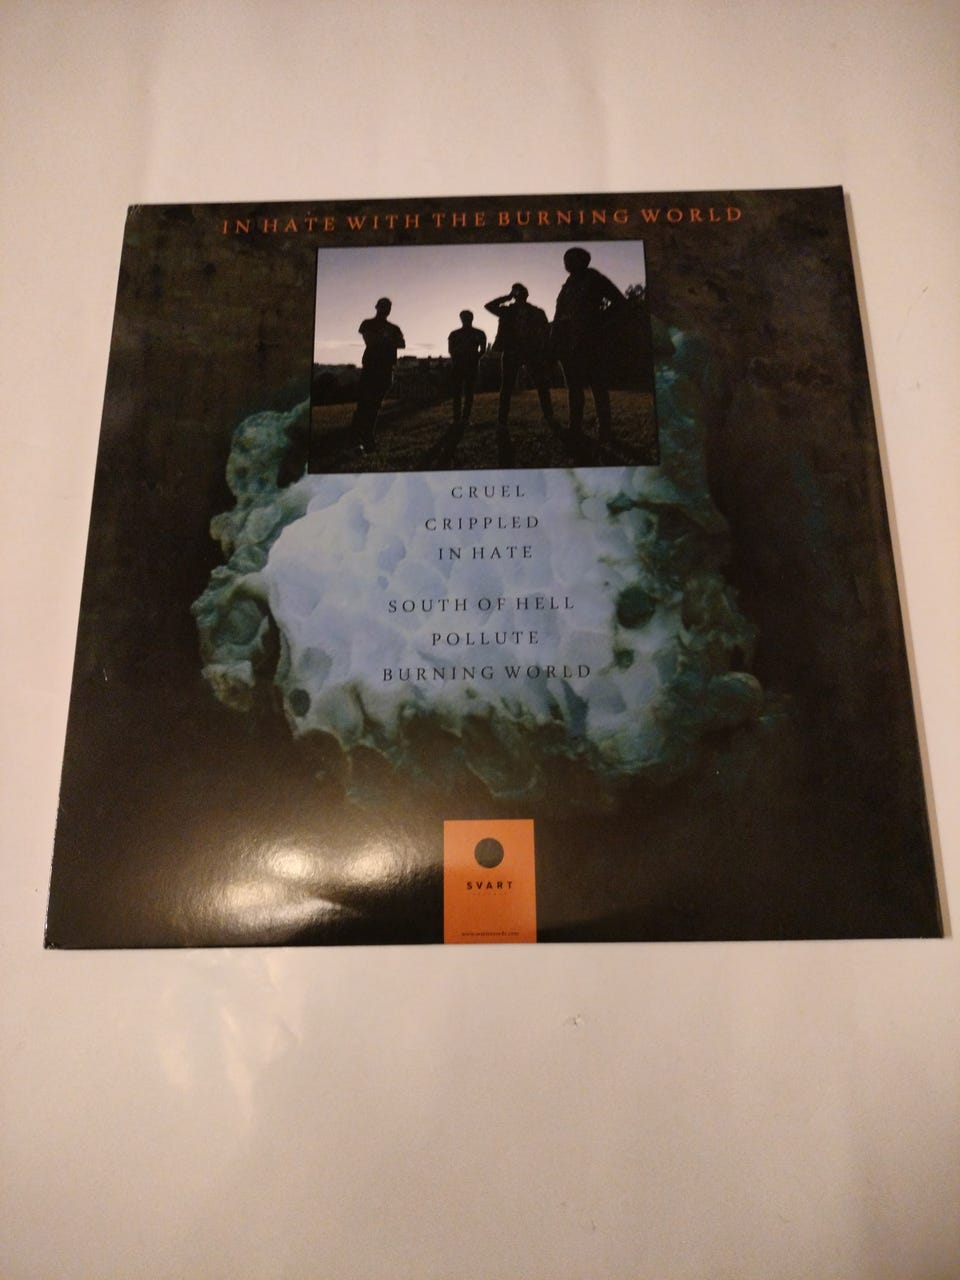 IN HATE WITH THE BURNING WORLD
CRUEL
CRIPPLED
IN HATE
SOUTH OF HELL
POLLUTE
BURNING WORLD
SVART